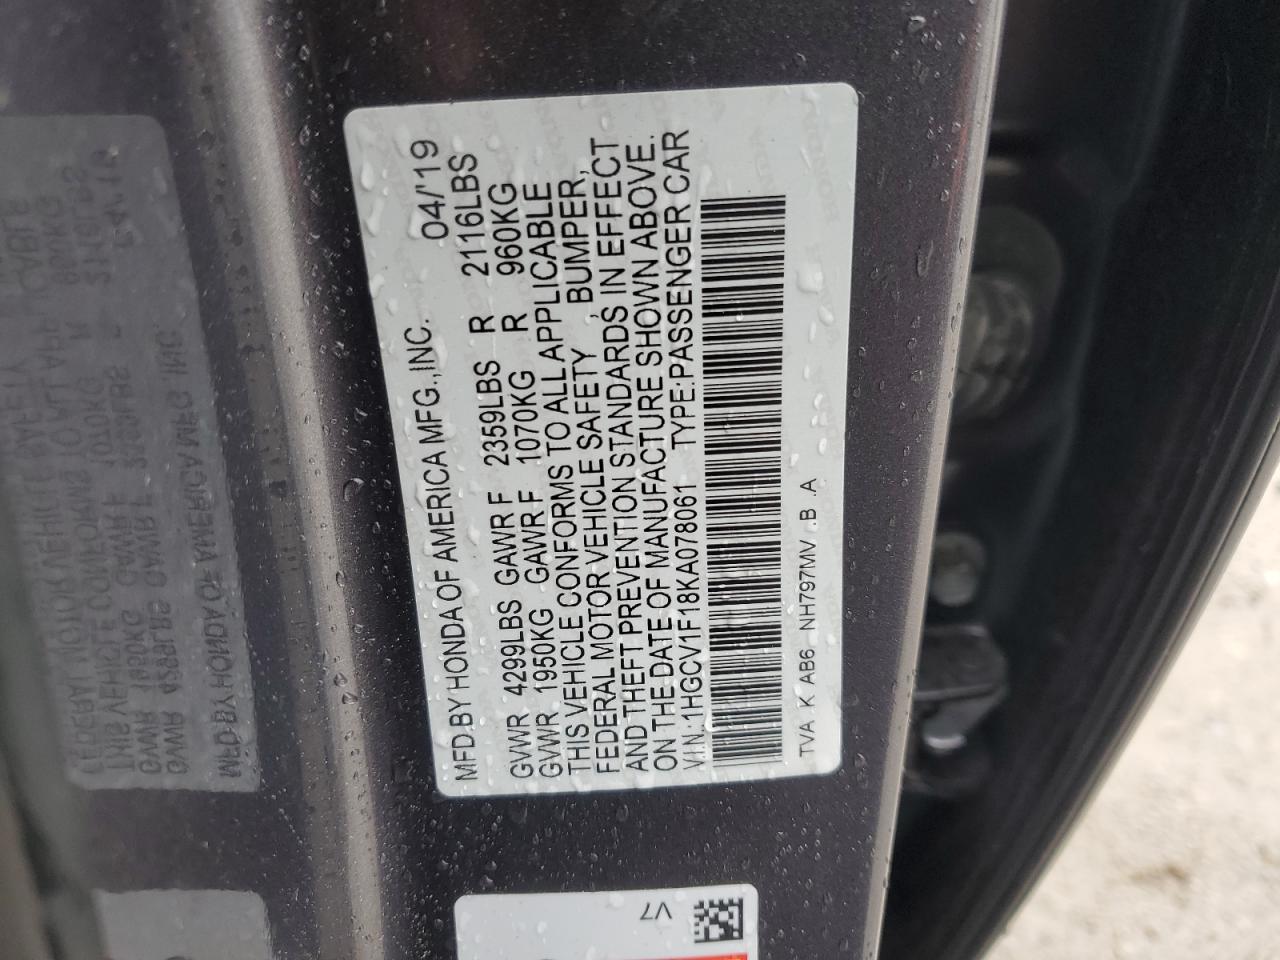 MFD.BY HONDA OF AMERICA MFG.,INC. 04/'19
GVWR 4299LBS GAWR F 2359LBS R 2116LBS
GVWR 1950KG GAWR F 1070KG R 960KG
THIS VEHICLE CONFORMS TO ALL APPLICABLE
FEDERAL MOTOR VEHICLE SAFETY, BUMPER,
AND THEFT PREVENTION STANDARDS IN EFFECT
ON THE DATE OF MANUFACTURE SHOWN ABOVE.
V.I.N.:1HGCV1F18KA078061 TYPE:PASSENGER CAR
TVA K AB6 NH797MV .B .A
V7